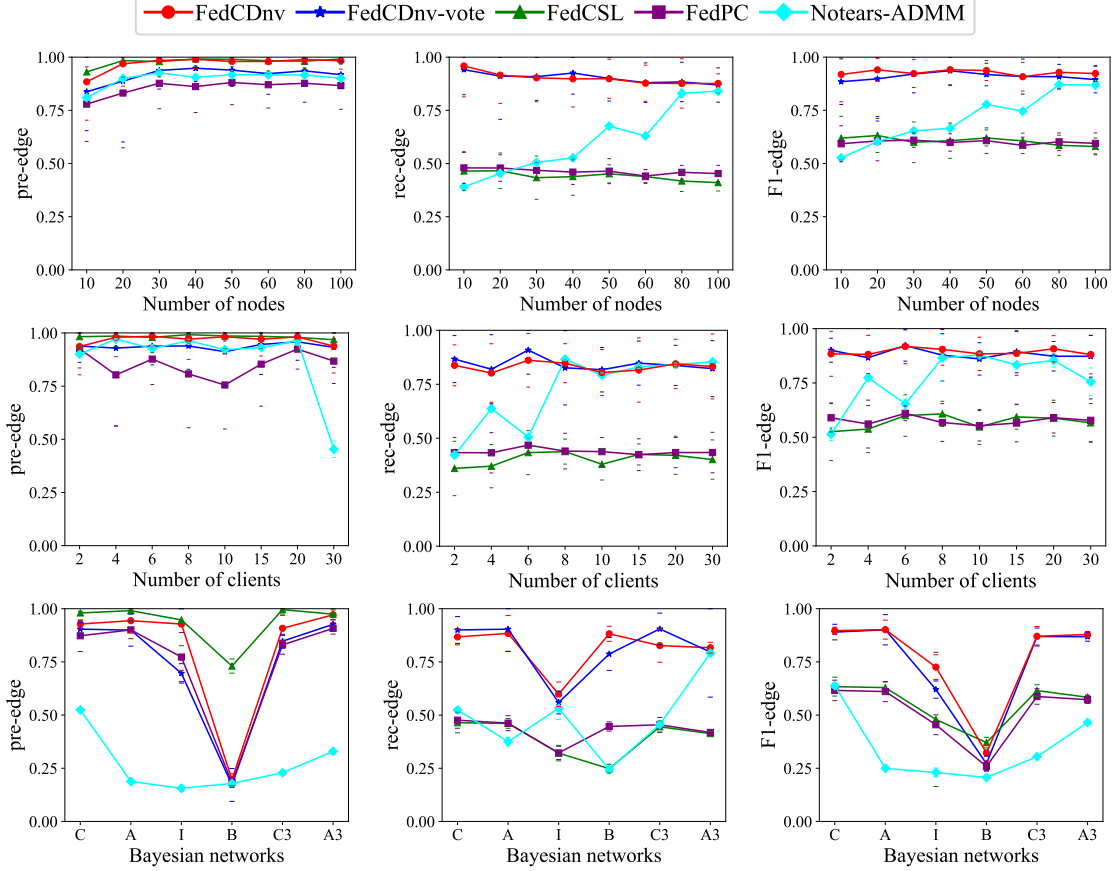 FedCDnv FedCDnv-vote FedCSL FedPC Notears-ADMM
1.00
0.75
0.50
0.25
0.00
pre-edge
10 20 30 40 50 60 80 100
Number of nodes
1.00
0.75
0.50
0.25
0.00
rec-edge
10 20 30 40 50 60 80 100
Number of nodes
1.00
0.75
0.50
0.25
0.00
F1-edge
10 20 30 40 50 60 80 100
Number of nodes
1.00
0.75
0.50
0.25
0.00
pre-edge
2 4 6 8 10 15 20 30
Number of clients
1.00
0.75
0.50
0.25
0.00
rec-edge
2 4 6 8 10 15 20 30
Number of clients
1.00
0.75
0.50
0.25
0.00
F1-edge
2 4 6 8 10 15 20 30
Number of clients
1.00
0.75
0.50
0.25
0.00
pre-edge
C A I B C3 A3
Bayesian networks
1.00
0.75
0.50
0.25
0.00
rec-edge
C A I B C3 A3
Bayesian networks
1.00
0.75
0.50
0.25
0.00
F1-edge
C A I B C3 A3
Bayesian networks